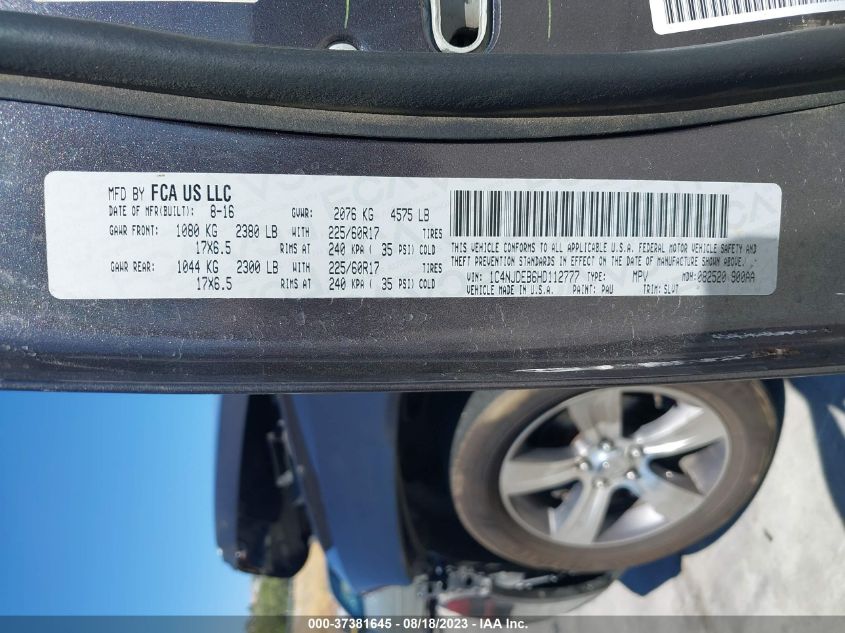 MFD BY FCA US LLC
DATE OF MFR(BUILT): 8-16 GVWR: 2076 KG 4575 LB
GAWR FRONT: 1080 KG 2380 LB WITH 225/60R17 TIRES
17X6.5 RIMS AT 240 KPA ( 35 PSI) COLD
GAWR REAR: 1044 KG 2300 LB WITH 225/60R17 TIRES
17X6.5 RIMS AT 240 KPA ( 35 PSI) COLD
THIS VEHICLE CONFORMS TO ALL APPLICABLE U.S.A. FEDERAL MOTOR VEHICLE SAFETY, BUMPER AND
THEFT PREVENTION STANDARDS IN EFFECT ON THE DATE OF MANUFACTURE SHOWN ABOVE.
VIN: 1C4NJDEB6HD112777 TYPE: MPV MDH: 082520 900AA
VEHICLE MADE IN U.S.A. PAINT: PAU TRIM: SLVT
000-37381645 - 08/18/2023 - IAA Inc.